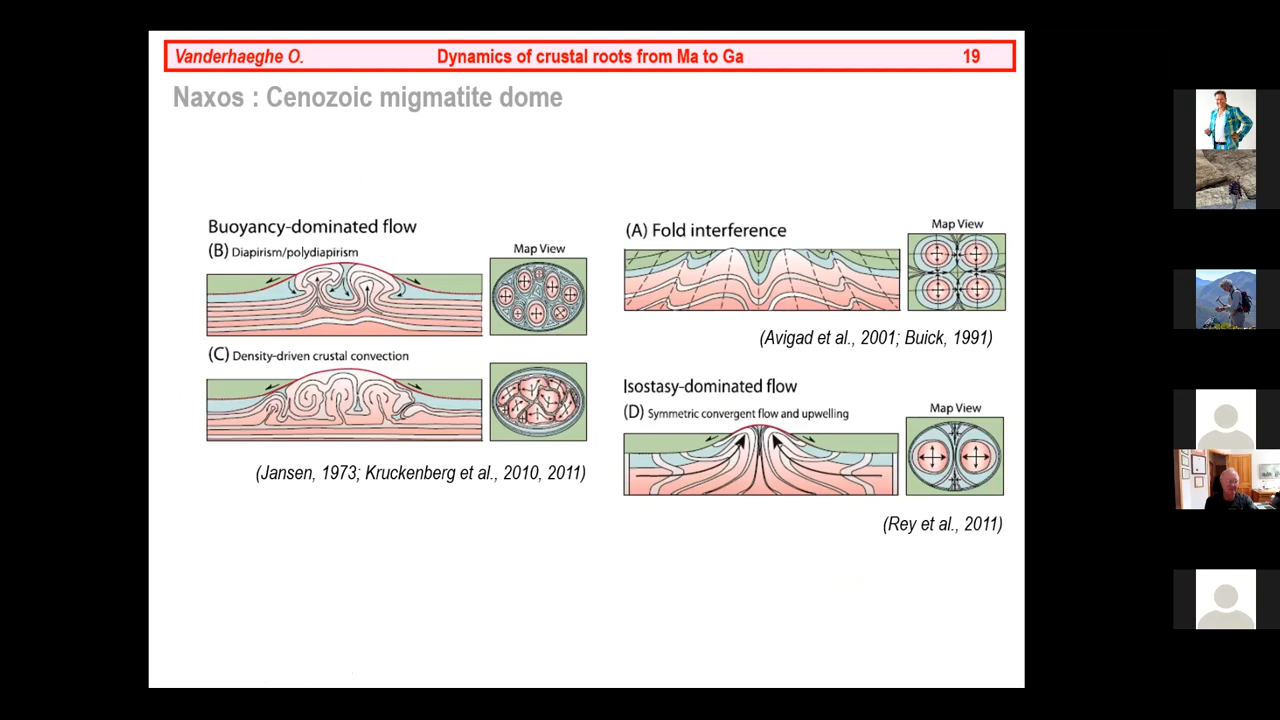 Vanderhaeghe O. Dynamics of crustal roots from Ma to Ga 19
Naxos : Cenozoic migmatite dome
Buoyancy-dominated flow
(B) Diapirism/polydiapirism
Map View
(C) Density-driven crustal convection
(Jansen, 1973; Kruckenberg et al., 2010, 2011)
(A) Fold interference
Map View
(Avigad et al., 2001; Buick, 1991)
Isostasy-dominated flow
(D) Symmetric convergent flow and upwelling
Map View
(Rey et al., 2011)